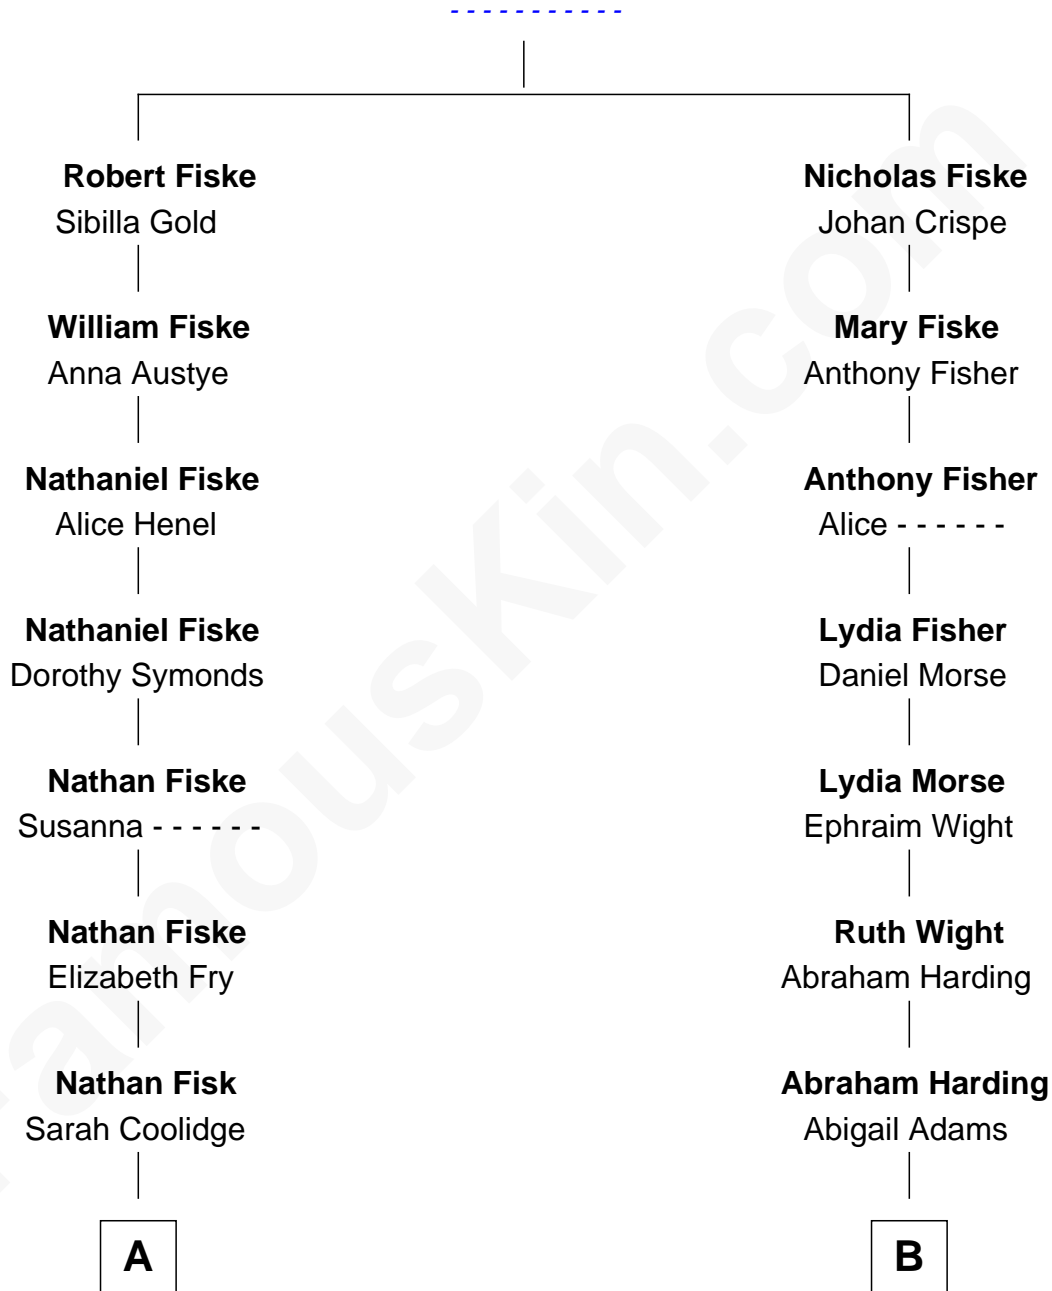 - - - - - - - - - - -
Robert Fiske
Sibilla Gold
Nicholas Fiske
Johan Crispe
William Fiske
Anna Austye
Mary Fiske
Anthony Fisher
Nathaniel Fiske
Alice Henel
Anthony Fisher
Alice - - - - - -
Nathaniel Fiske
Dorothy Symonds
Lydia Fisher
Daniel Morse
Nathan Fiske
Susanna - - - - - -
Lydia Morse
Ephraim Wight
Nathan Fiske
Elizabeth Fry
Ruth Wight
Abraham Harding
Nathan Fisk
Sarah Coolidge
Abraham Harding
Abigail Adams
A
B
FamousKin.com